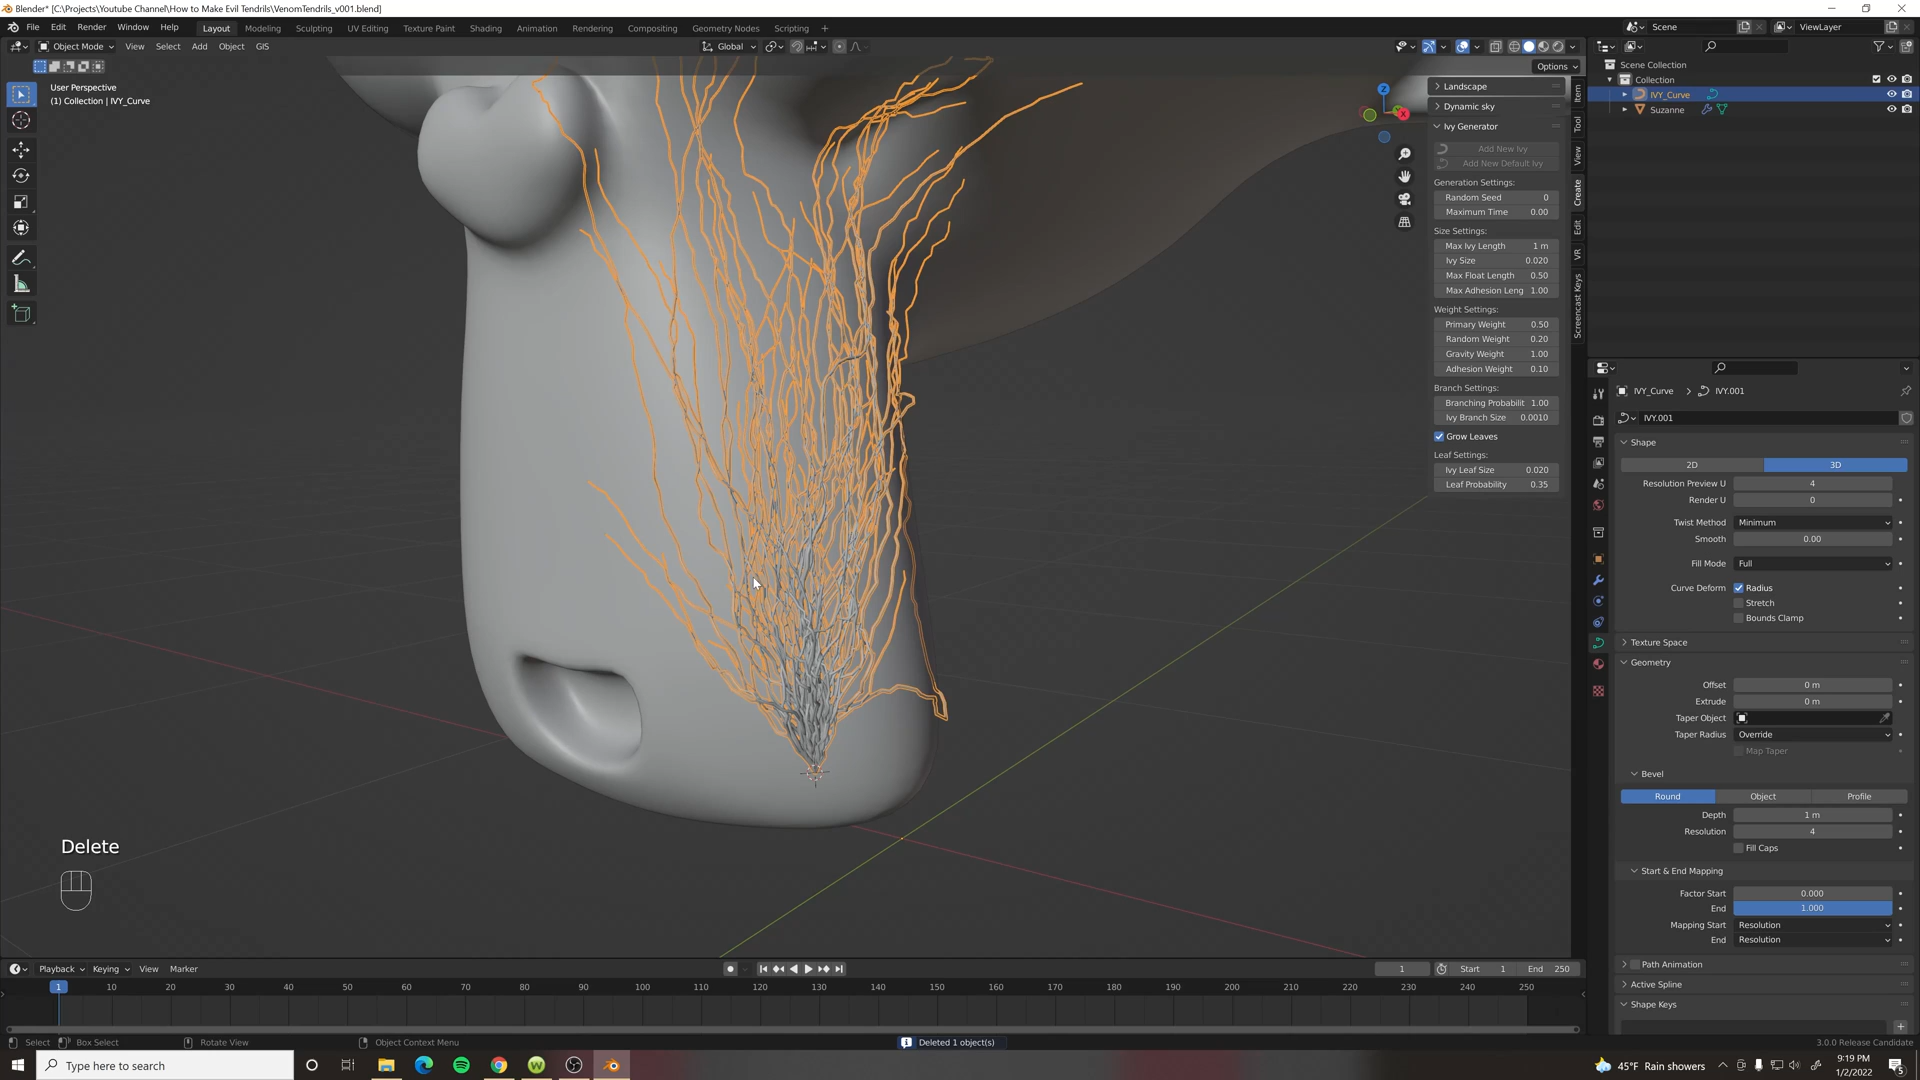 Blender* [C:\Projects\Youtube Channel\How to Make Evil Tendrils\VenomTendrils_v001.blend]
File Edit Render Window Help Layout Modeling Sculpting UV Editing Texture Paint Shading Animation Rendering Compositing Geometry Nodes Scripting + Scene ViewLayer
Object Mode View Select Add Object GIS Global
Options
User Perspective
(1) Collection | IVY_Curve
Z
X
Landscape
Dynamic sky
Ivy Generator
Add New Ivy
Add New Default Ivy
Generation Settings:
Random Seed 0
Maximum Time 0.00
Size Settings:
Max Ivy Length 1 m
Ivy Size 0.020
Max Float Length 0.50
Max Adhesion Leng 1.00
Weight Settings:
Primary Weight 0.50
Random Weight 0.20
Gravity Weight 1.00
Adhesion Weight 0.10
Branch Settings:
Branching Probabilit 1.00
Ivy Branch Size 0.0010
Grow Leaves
Leaf Settings:
Ivy Leaf Size 0.020
Leaf Probability 0.35
Item
Tool
View
Create
Edit
VR
Screencast Keys
Scene Collection
Collection
IVY_Curve
Suzanne
IVY_Curve > IVY.001
IVY.001
Shape
2D 3D
Resolution Preview U 4
Render U 0
Twist Method Minimum
Smooth 0.00
Fill Mode Full
Curve Deform Radius
Stretch
Bounds Clamp
Texture Space
Geometry
Offset 0 m
Extrude 0 m
Taper Object
Taper Radius Override
Map Taper
Bevel
Round Object Profile
Depth 1 m
Resolution 4
Fill Caps
Start & End Mapping
Factor Start 0.000
End 1.000
Mapping Start Resolution
End Resolution
Path Animation
Active Spline
Shape Keys
Delete
Playback Keying View Marker 1 Start 1 End 250
1 10 20 30 40 50 60 70 80 90 100 110 120 130 140 150 160 170 180 190 200 210 220 230 240 250
Select Box Select Rotate View Object Context Menu Deleted 1 object(s) 3.0.0 Release Candidate
Type here to search 45°F Rain showers 9:19 PM
1/2/2022
5